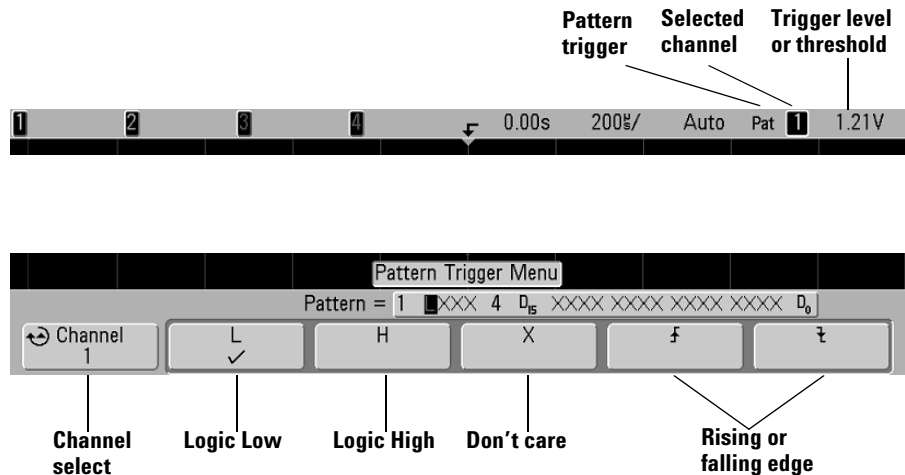 Pattern trigger
Selected channel
Trigger level or threshold
1 2 3 4 0.00s 200µs/ Auto Pat 1 1.21V
Pattern Trigger Menu
Pattern = 1 LXXX 4 D15 XXXX XXXX XXXX XXXX D0
Channel
1
L
H
X
Channel select
Logic Low
Logic High
Don't care
Rising or falling edge